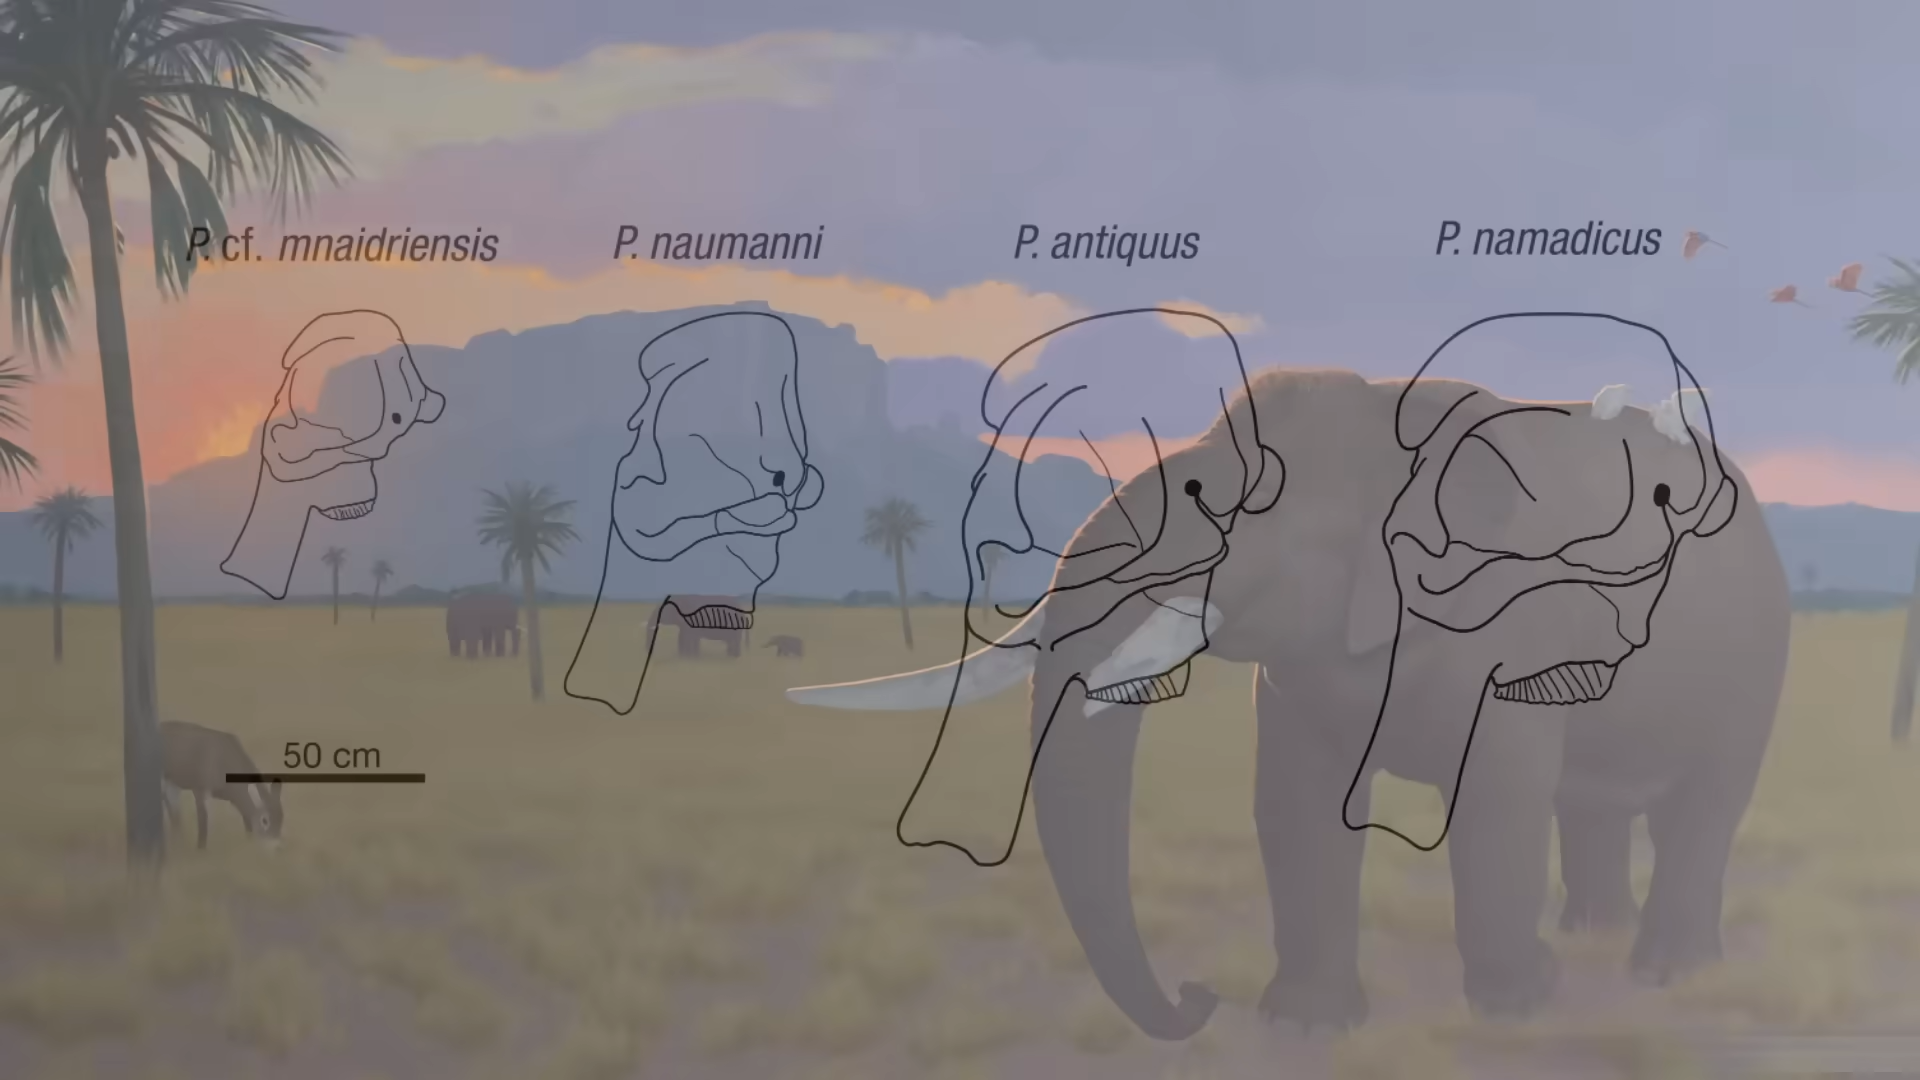 P. cf. mnaidriensis
P. naumanni
P. antiquus
P. namadicus
50 cm